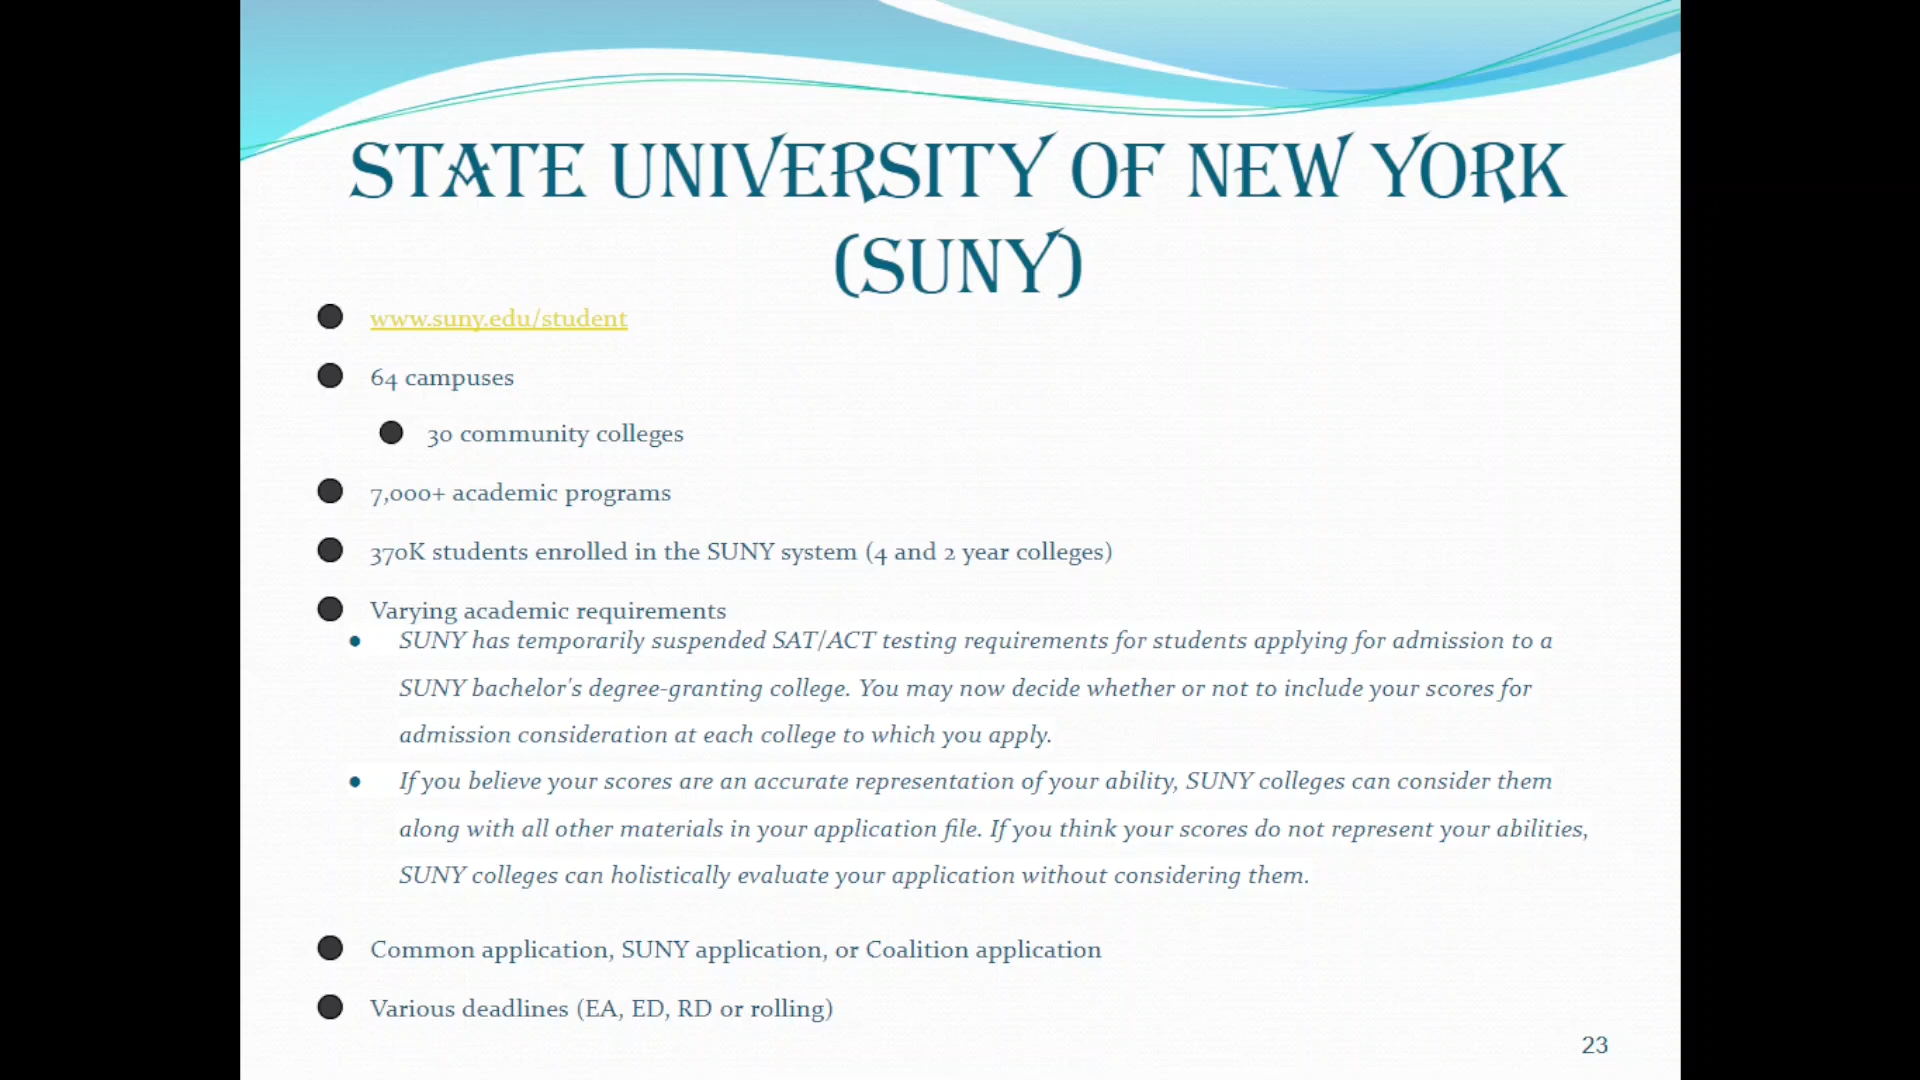 STATE UNIVERSITY OF NEW YORK
(SUNY)
www.suny.edu/student
64 campuses
30 community colleges
7,000+ academic programs
370K students enrolled in the SUNY system (4 and 2 year colleges)
Varying academic requirements
SUNY has temporarily suspended SAT/ACT testing requirements for students applying for admission to a
SUNY bachelor's degree-granting college. You may now decide whether or not to include your scores for
admission consideration at each college to which you apply.
If you believe your scores are an accurate representation of your ability, SUNY colleges can consider them
along with all other materials in your application file. If you think your scores do not represent your abilities,
SUNY colleges can holistically evaluate your application without considering them.
Common application, SUNY application, or Coalition application
Various deadlines (EA, ED, RD or rolling)
23